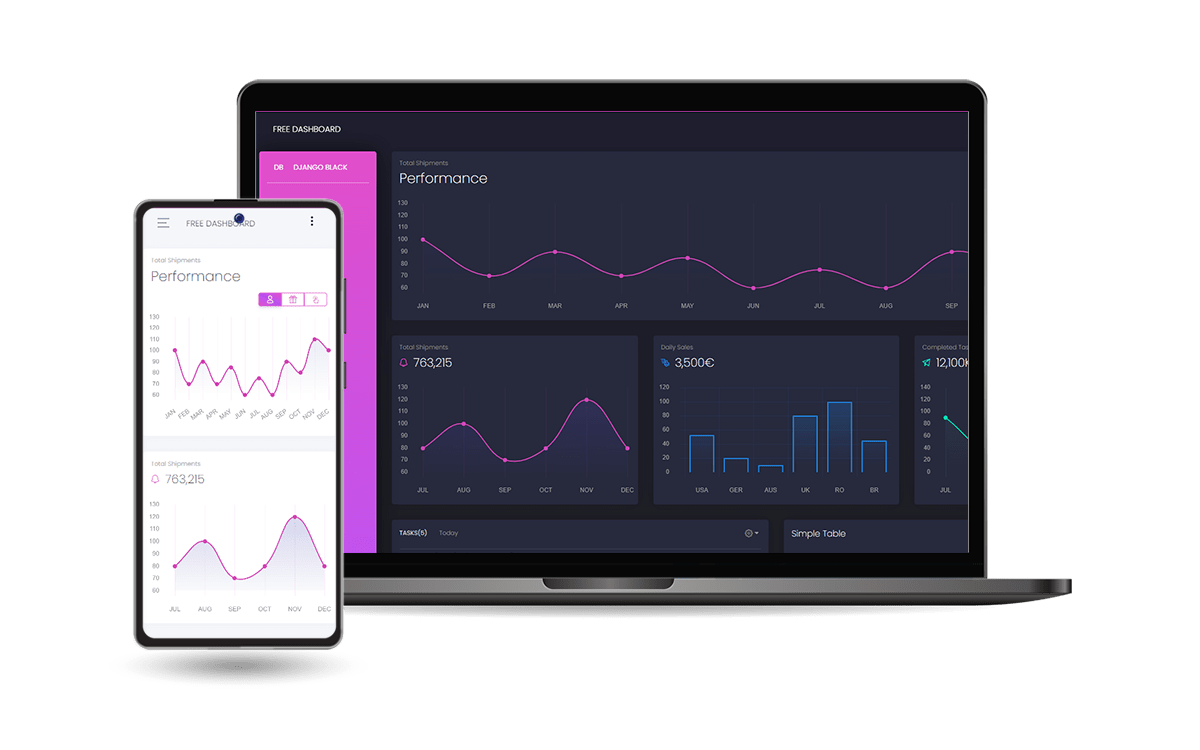 FREE DASHBOARD
DB DJANGO BLACK
Total Shipments
Performance
130
120
110
100
90
80
70
60
JAN FEB MAR APR MAY JUN JUL AUG SEP
Total Shipments
763,215
130
120
110
100
90
80
70
60
JUL AUG SEP OCT NOV DEC
Daily Sales
3,500€
120
100
80
60
40
20
0
USA GER AUS UK RO BR
Completed Tas
12,100K
140
120
100
80
60
40
20
0
JUL
TASKS(5) Today
Simple Table
FREE DASHBOARD
Total Shipments
Performance
130
120
110
100
90
80
70
60
JAN FEB MAR APR MAY JUN JUL AUG SEP OCT NOV DEC
Total Shipments
763,215
130
120
110
100
90
80
70
60
JUL AUG SEP OCT NOV DEC